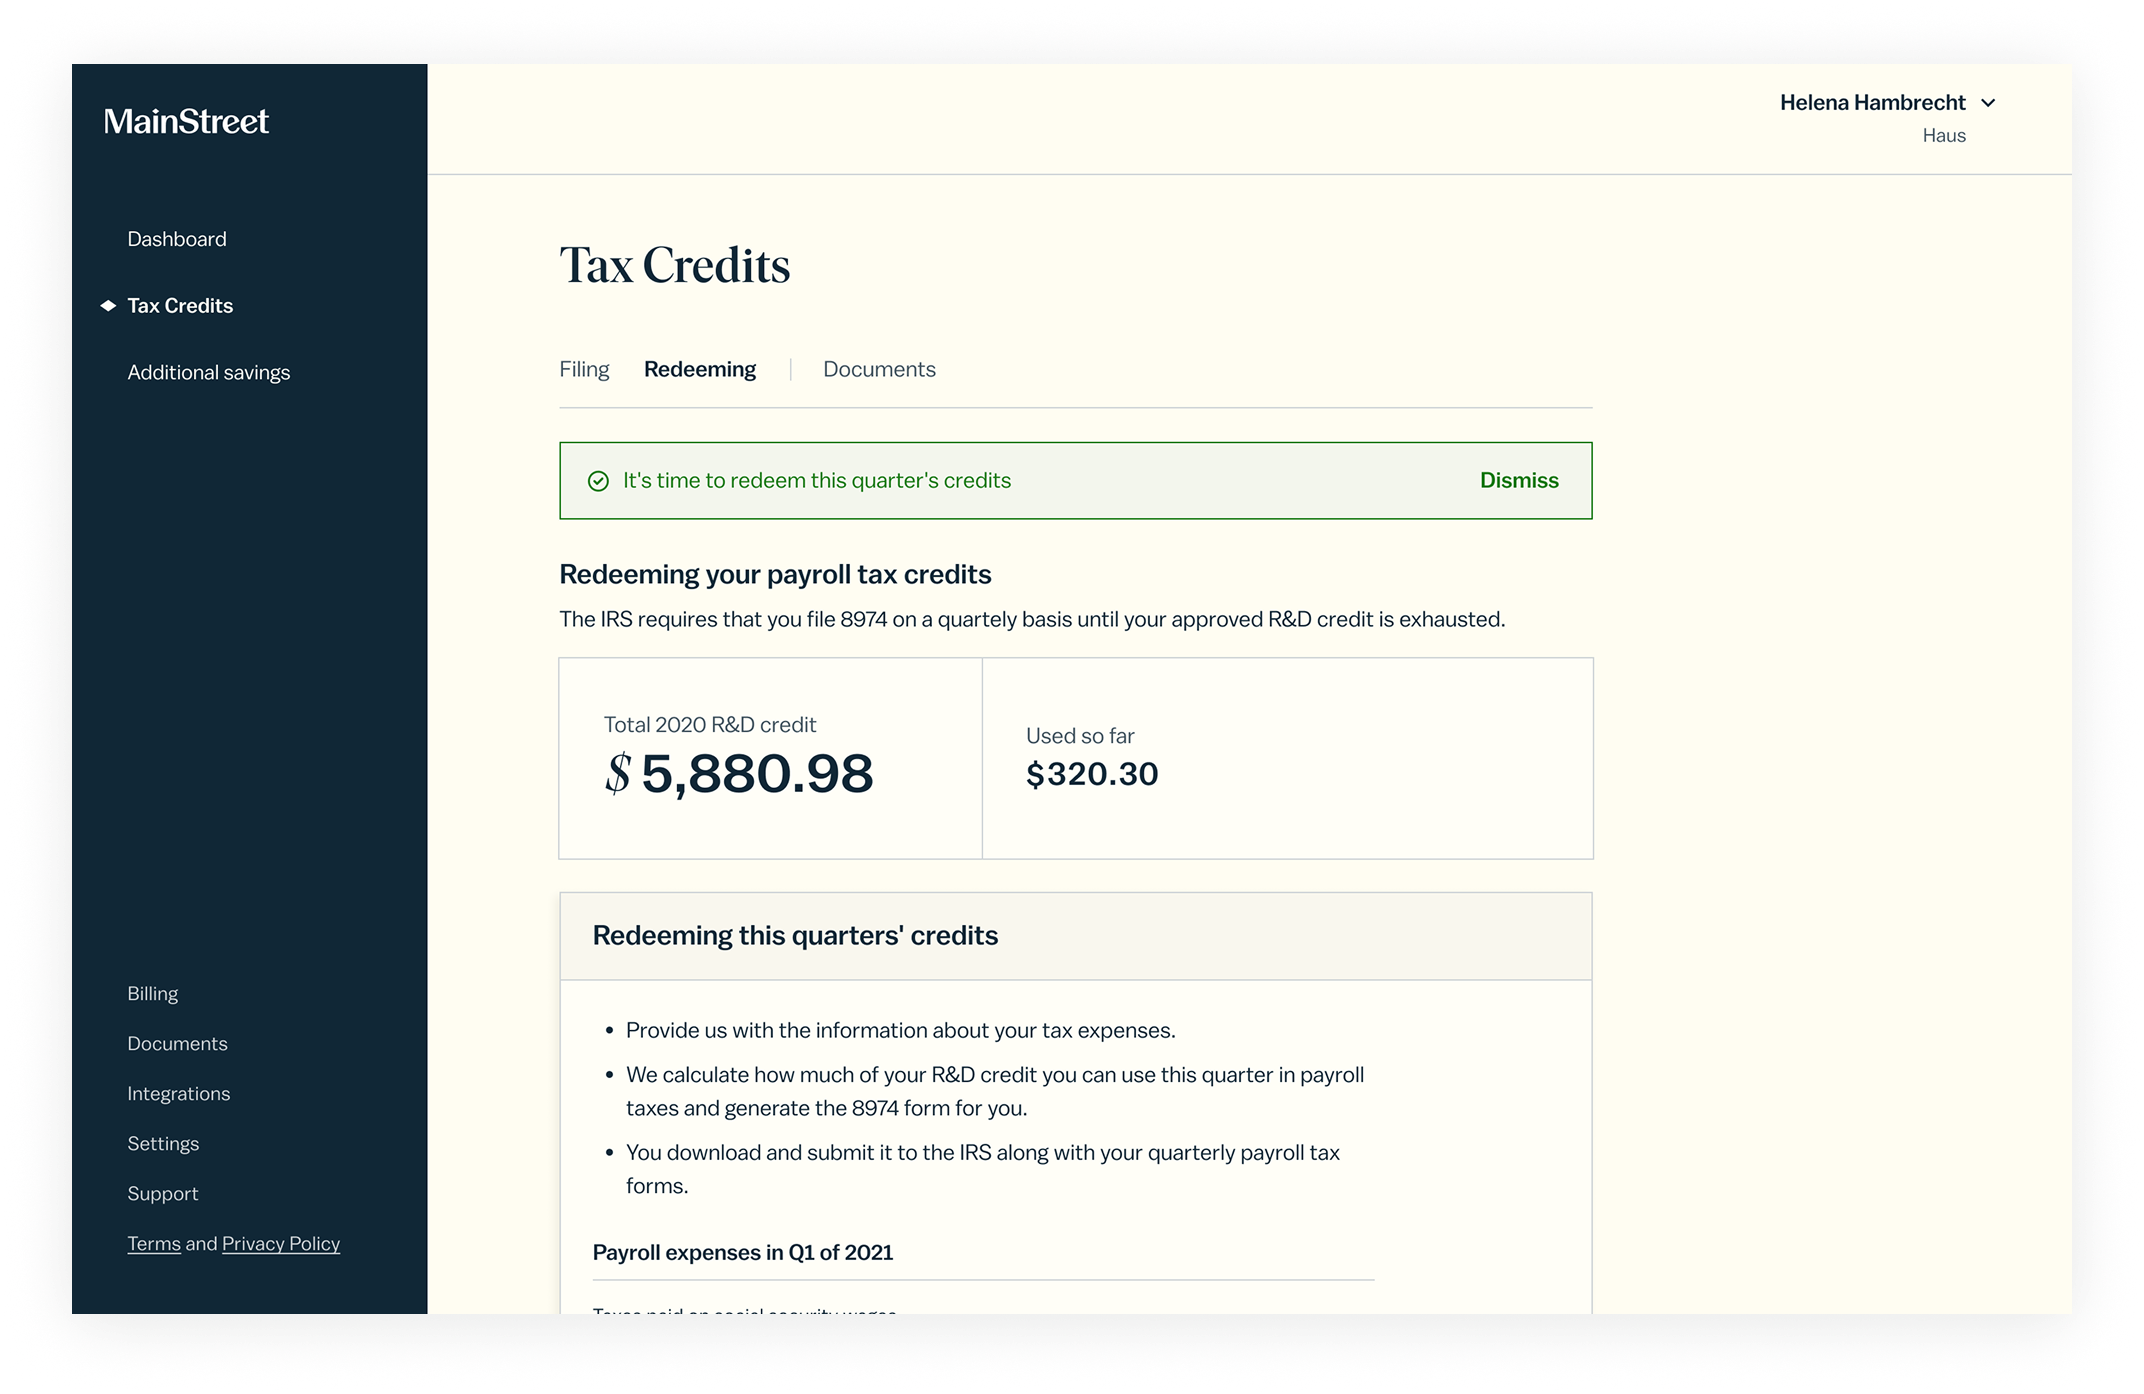 MainStreet
Dashboard
Tax Credits
Additional savings
Billing
Documents
Integrations
Settings
Support
Terms and Privacy Policy
Helena Hambrecht
Haus
Tax Credits
Filing
Redeeming
Documents
It's time to redeem this quarter's credits
Dismiss
Redeeming your payroll tax credits
The IRS requires that you file 8974 on a quartely basis until your approved R&D credit is exhausted.
Total 2020 R&D credit
$ 5,880.98
Used so far
$320.30
Redeeming this quarters' credits
• Provide us with the information about your tax expenses.
• We calculate how much of your R&D credit you can use this quarter in payroll
taxes and generate the 8974 form for you.
• You download and submit it to the IRS along with your quarterly payroll tax
forms.
Payroll expenses in Q1 of 2021
Taxes paid on social security wages